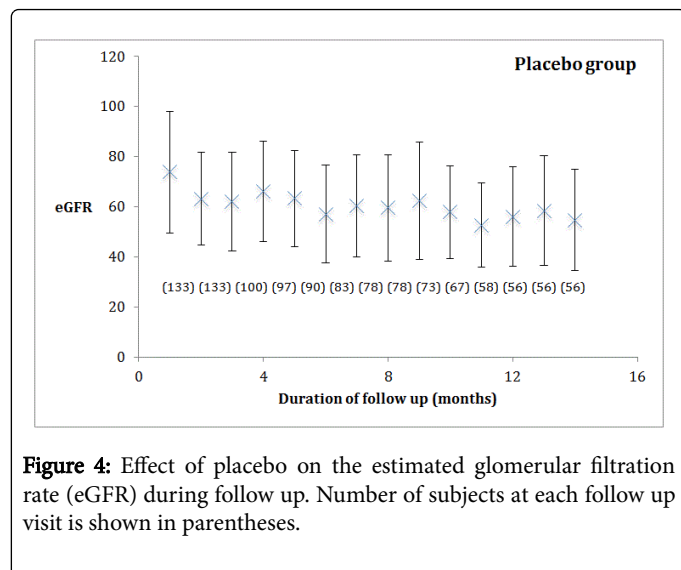 120
Placebo group
100
80
eGFR
60
40
(133) (133) (100) (97) (90) (83) (78) (78) (73) (67) (58) (56) (56) (56)
20
0
0 4 8 12 16
Duration of follow up (months)
Figure 4: Effect of placebo on the estimated glomerular filtration
rate (eGFR) during follow up. Number of subjects at each follow up
visit is shown in parentheses.